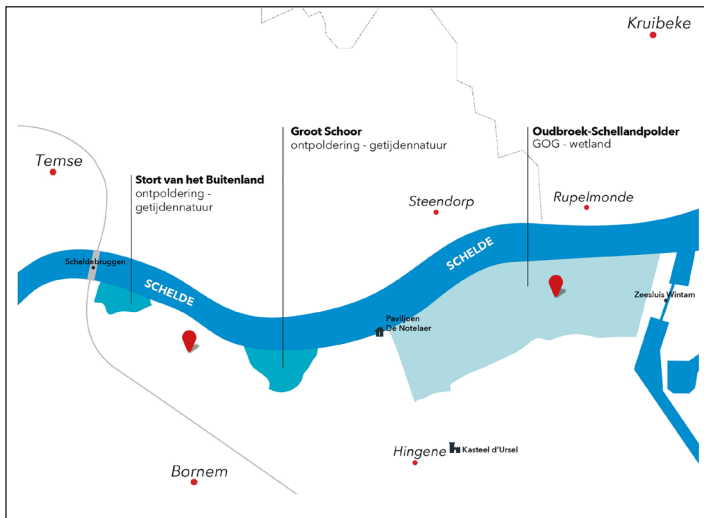 Kruibeke
Groot Schoor
ontpoldering - getijdennatuur
Oudbroek-Schellandpolder
GOG - wetland
Temse
Stort van het Buitenland
ontpoldering -
getijdennatuur
Steendorp
Rupelmonde
Scheldebruggen
SCHELDE
SCHELDE
Zeesluis Wintam
Paviljoen
De Notelaer
Hingene
Kasteel d'Ursel
Bornem